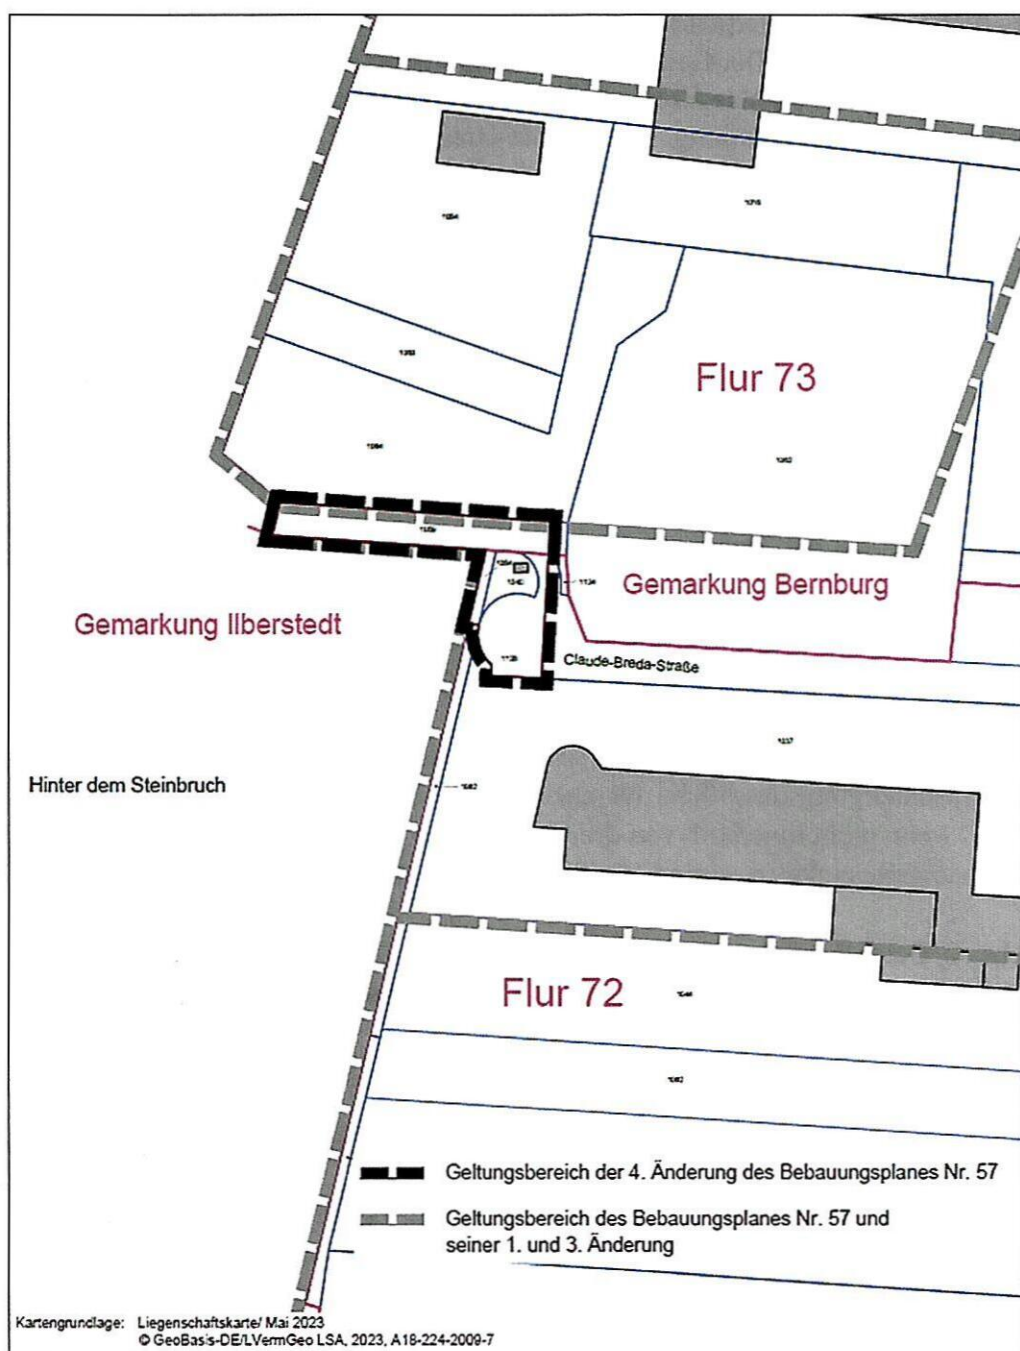 1016
Flur 73
Gemarkung Bernburg
Gemarkung Ilberstedt
Claude-Breda-Straße
Hinter dem Steinbruch
Flur 72
Geltungsbereich der 4. Änderung des Bebauungsplanes Nr. 57
Geltungsbereich des Bebauungsplanes Nr. 57 und
seiner 1. und 3. Änderung
Kartengrundlage: Liegenschaftskarte/ Mai 2023
© GeoBasis-DE/LVermGeo LSA, 2023, A18-224-2009-7